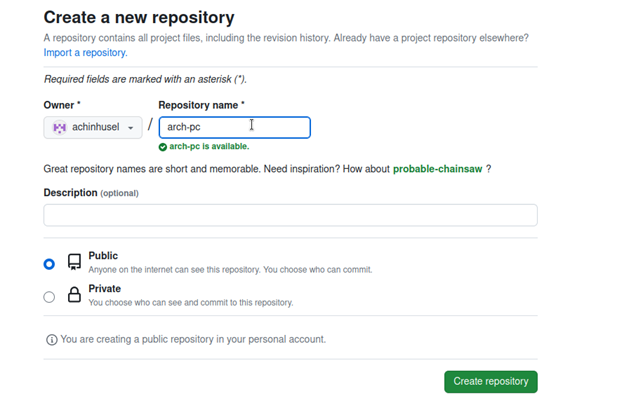 Create a new repository
A repository contains all project files, including the revision history. Already have a project repository elsewhere?
Import a repository.
Required fields are marked with an asterisk (*).
Owner *
Repository name *
achinhusel
/
arch-pc
arch-pc is available.
Great repository names are short and memorable. Need inspiration? How about probable-chainsaw ?
Description (optional)
Public
Anyone on the internet can see this repository. You choose who can commit.
Private
You choose who can see and commit to this repository.
You are creating a public repository in your personal account.
Create repository